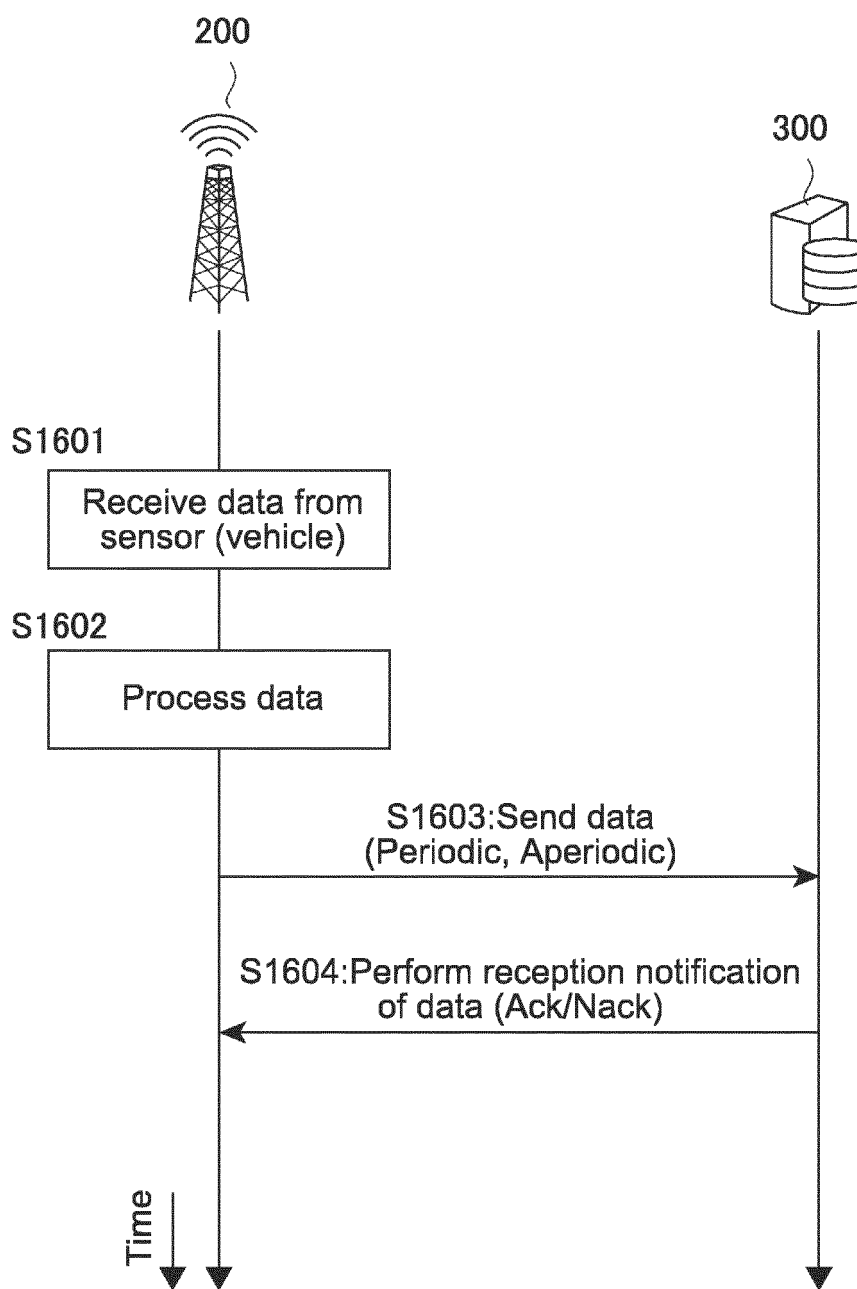 200
300
S1601
Receive data from
sensor (vehicle)
S1602
Process data
S1603:Send data
(Periodic, Aperiodic)
S1604:Perform reception notification
of data (Ack/Nack)
Time